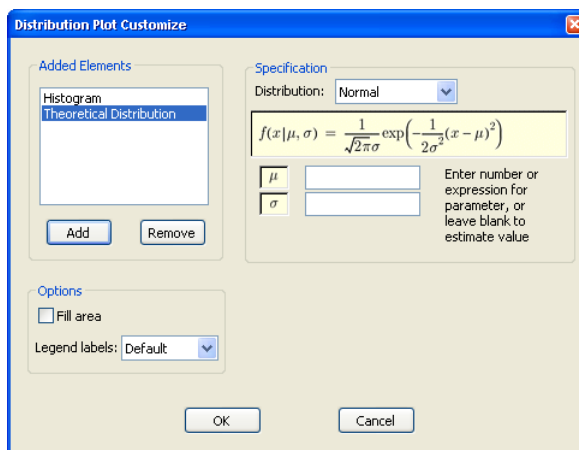 Distribution Plot Customize
Added Elements
Histogram
Theoretical Distribution
Add
Remove
Specification
Distribution: Normal
f(x|μ, σ) = 1/(√2πσ) exp(−1/(2σ²)(x−μ)²)
μ
σ
Enter number or
expression for
parameter, or
leave blank to
estimate value
Options
Fill area
Legend labels: Default
OK
Cancel